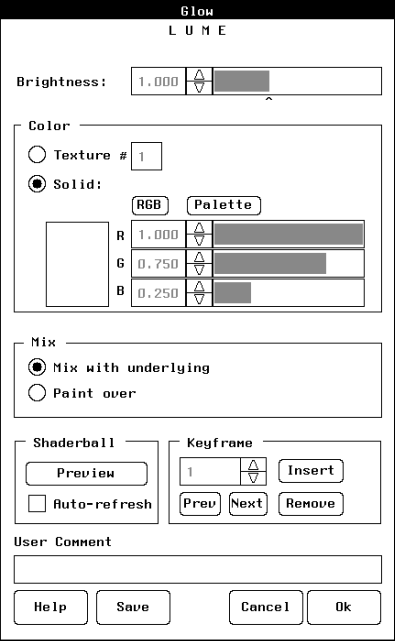 Glow
L U M E
Brightness: 1.000
Color
Texture # 1
Solid:
RGB Palette
R 1.000
G 0.750
B 0.250
Mix
Mix with underlying
Paint over
Shaderball Keyframe
Preview 1 Insert
Auto-refresh Prev Next Remove
User Comment
Help Save Cancel Ok